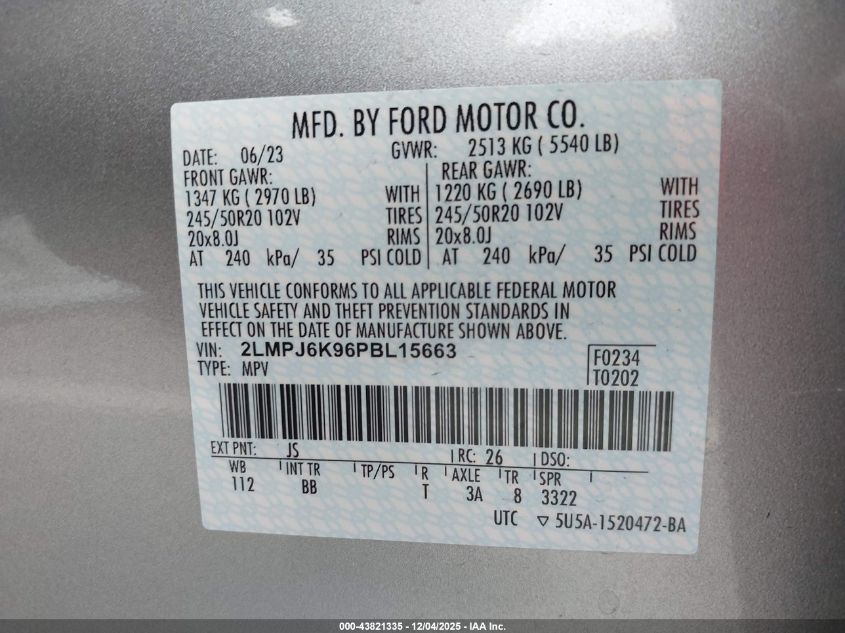 MFD. BY FORD MOTOR CO.
DATE: 06/23 GVWR: 2513 KG ( 5540 LB)
FRONT GAWR: REAR GAWR:
1347 KG ( 2970 LB) WITH 1220 KG ( 2690 LB) WITH
245/50R20 102V TIRES 245/50R20 102V TIRES
20x8.0J RIMS 20x8.0J RIMS
AT 240 kPa/ 35 PSI COLD AT 240 kPa/ 35 PSI COLD
THIS VEHICLE CONFORMS TO ALL APPLICABLE FEDERAL MOTOR
VEHICLE SAFETY AND THEFT PREVENTION STANDARDS IN
EFFECT ON THE DATE OF MANUFACTURE SHOWN ABOVE.
VIN: 2LMPJ6K96PBL15663 F0234
TYPE: MPV T0202
EXT PNT: JS RC: 26 DSO:
WB INT TR TP/PS R AXLE TR SPR
112 BB T 3A 8 3322
UTC ▽ 5U5A-1520472-BA
000-43821335 - 12/04/2025 - IAA Inc.